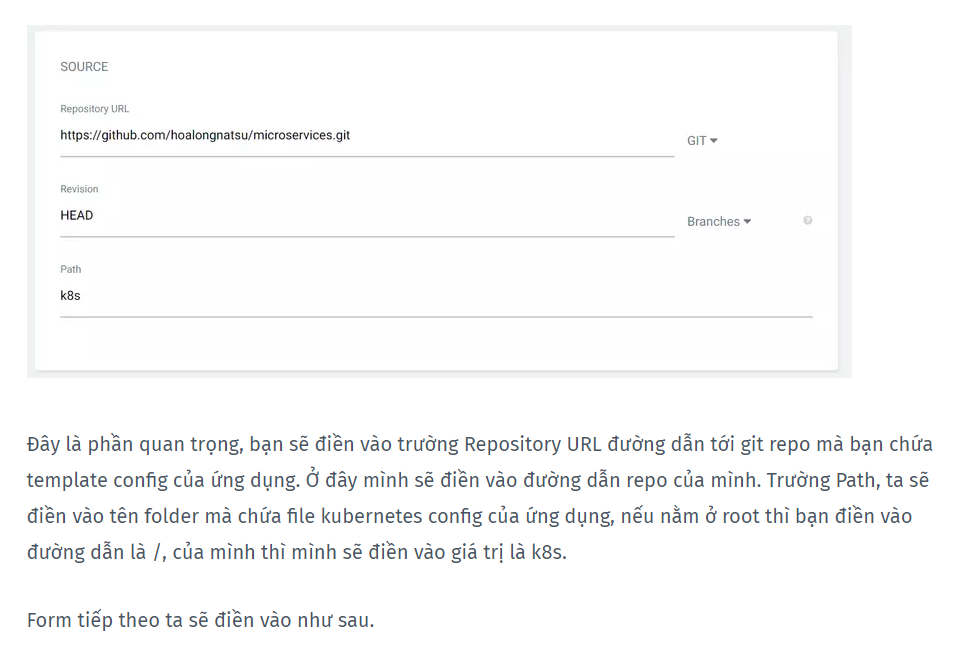 SOURCE
Repository URL
https://github.com/hoalongnatsu/microservices.git
GIT
Revision
HEAD
Branches
Path
k8s
Đây là phần quan trọng, bạn sẽ điền vào trường Repository URL đường dẫn tới git repo mà bạn chứa
template config của ứng dụng. Ở đây mình sẽ điền vào đường dẫn repo của mình. Trường Path, ta sẽ
điền vào tên folder mà chứa file kubernetes config của ứng dụng, nếu nằm ở root thì bạn điền vào
đường dẫn là /, của mình thì mình sẽ điền vào giá trị là k8s.
Form tiếp theo ta sẽ điền vào như sau.